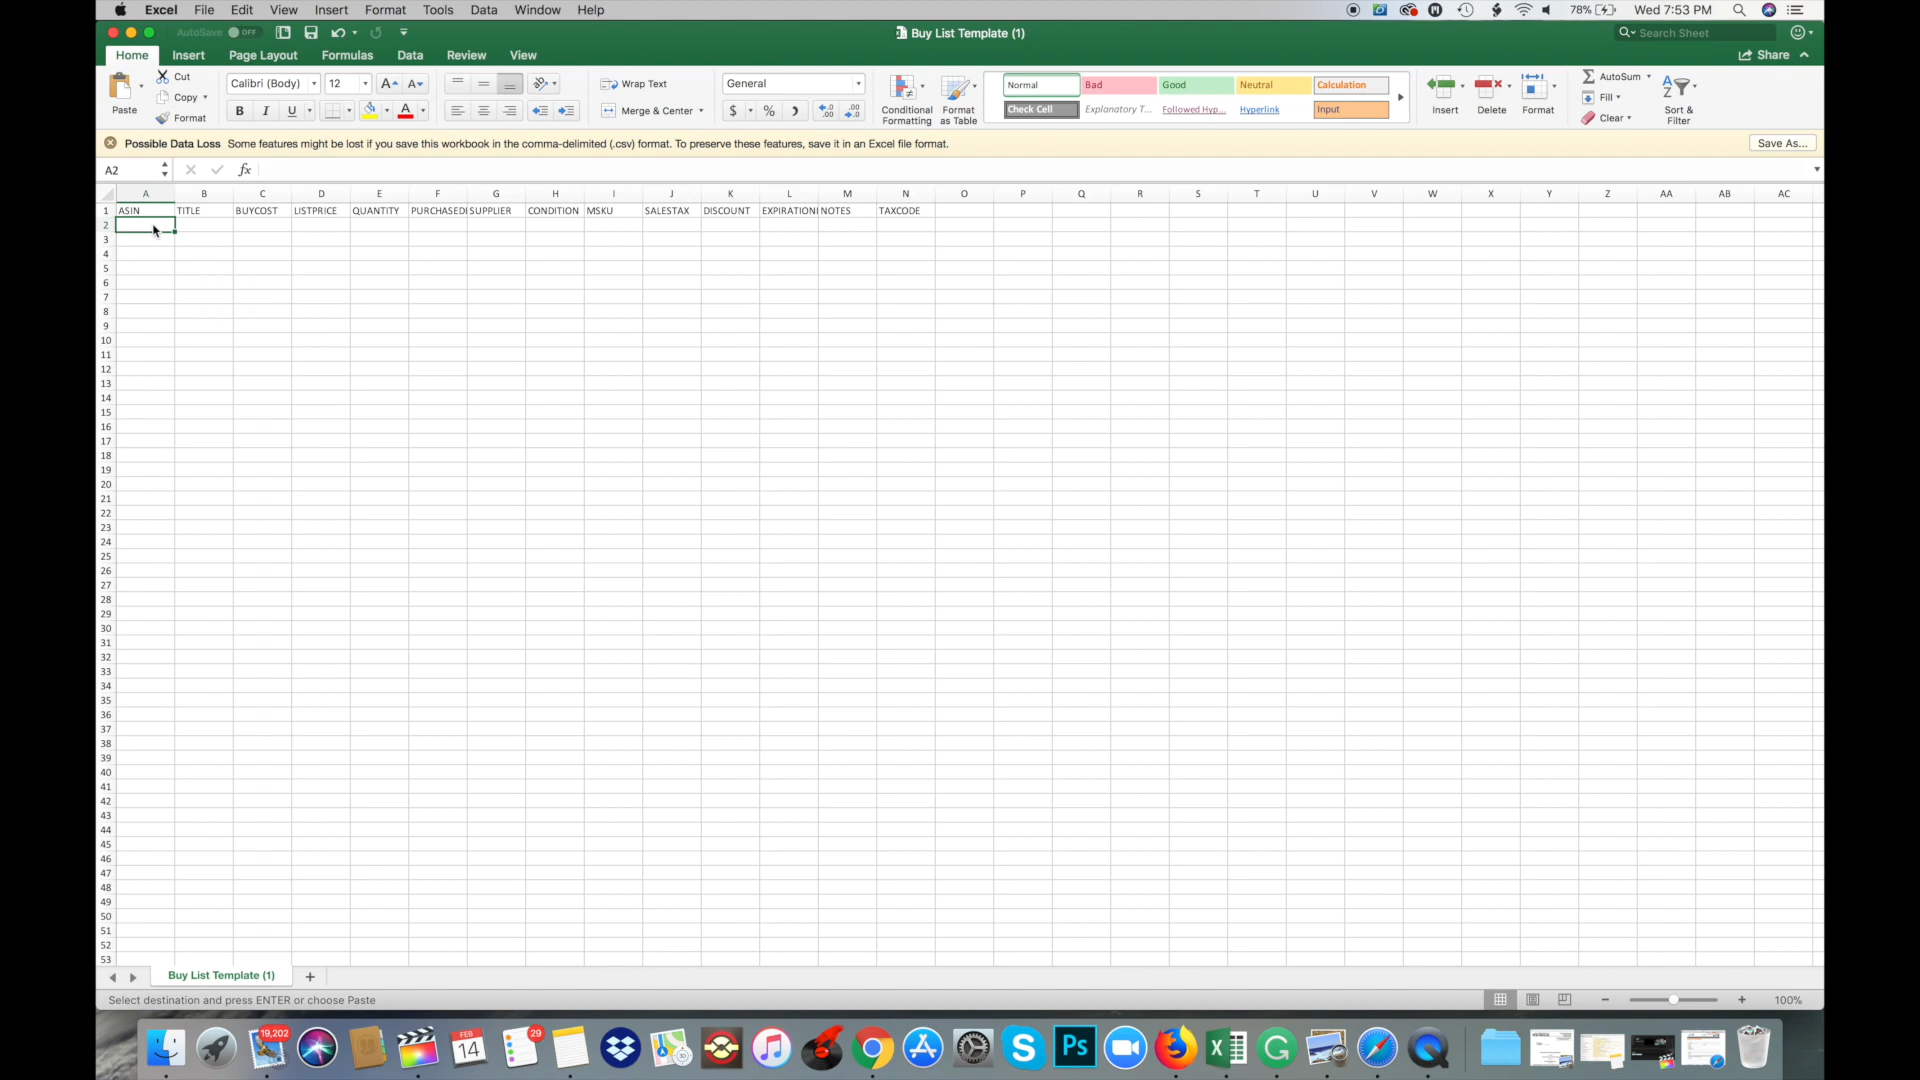 Excel File Edit View Insert Format Tools Data Window Help 78% Wed 7:53 PM
AutoSave OFF Buy List Template (1) Search Sheet
Home Insert Page Layout Formulas Data Review View Share
Paste Cut Copy Format
Calibri (Body) 12 A A
B I U A
Wrap Text
Merge & Center
General
$ % ) .0 .00 .00 .0
Conditional Formatting Format as Table
Normal Bad Good Neutral Calculation
Check Cell Explanatory T... Followed Hyp... Hyperlink Input
Insert Delete Format
AutoSum Fill Clear Sort & Filter
Possible Data Loss Some features might be lost if you save this workbook in the comma-delimited (.csv) format. To preserve these features, save it in an Excel file format. Save As...
A2 fx
A B C D E F G H I J K L M N O P Q R S T U V W X Y Z AA AB AC
1 ASIN TITLE BUYCOST LISTPRICE QUANTITY PURCHASED SUPPLIER CONDITION MSKU SALESTAX DISCOUNT EXPIRATION NOTES TAXCODE
2
3
4
5
6
7
8
9
10
11
12
13
14
15
16
17
18
19
20
21
22
23
24
25
26
27
28
29
30
31
32
33
34
35
36
37
38
39
40
41
42
43
44
45
46
47
48
49
50
51
52
53
Buy List Template (1) +
Select destination and press ENTER or choose Paste 100%
19,202 FEB 14 29 S Ps X G